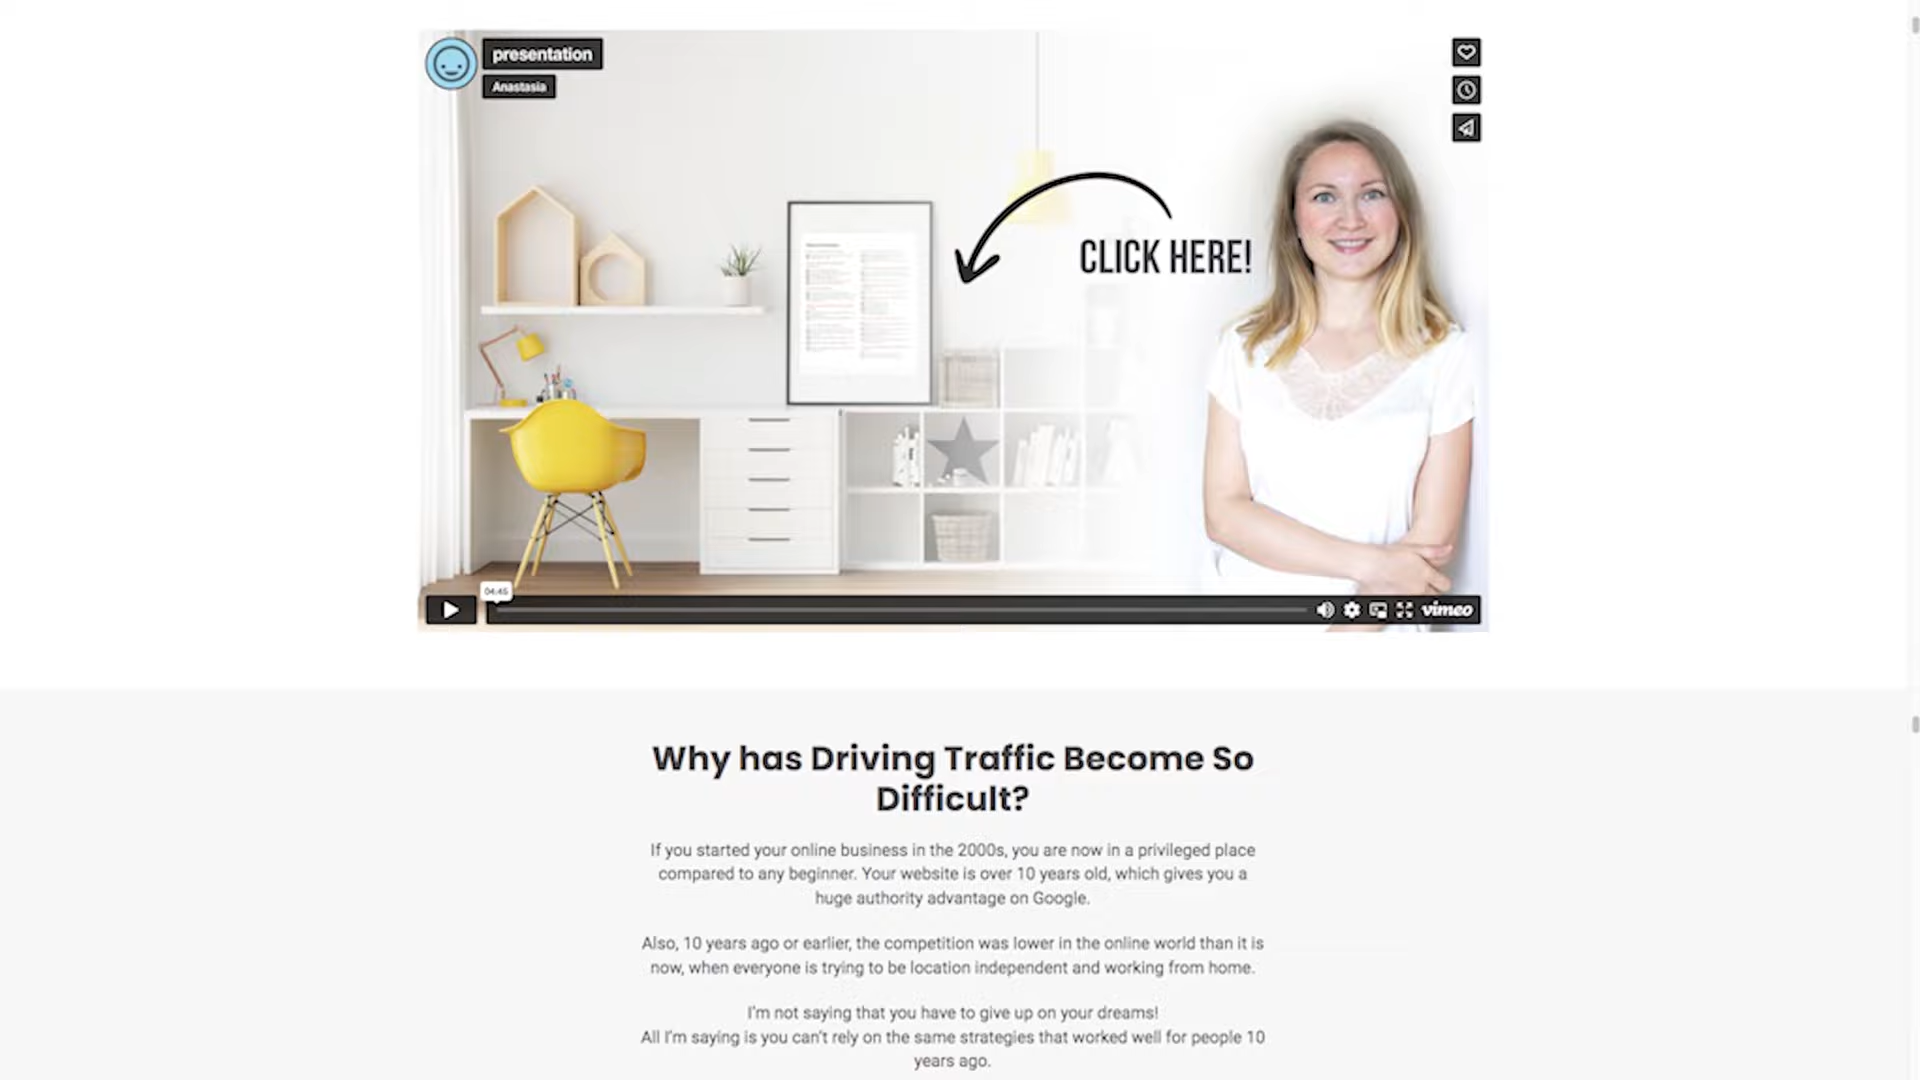 presentation
Anastasia
CLICK HERE!
04:45
vimeo
Why has Driving Traffic Become So
Difficult?
If you started your online business in the 2000s, you are now in a privileged place
compared to any beginner. Your website is over 10 years old, which gives you a
huge authority advantage on Google.
Also, 10 years ago or earlier, the competition was lower in the online world than it is
now, when everyone is trying to be location independent and working from home.
I'm not saying that you have to give up on your dreams!
All I'm saying is you can't rely on the same strategies that worked well for people 10
years ago.